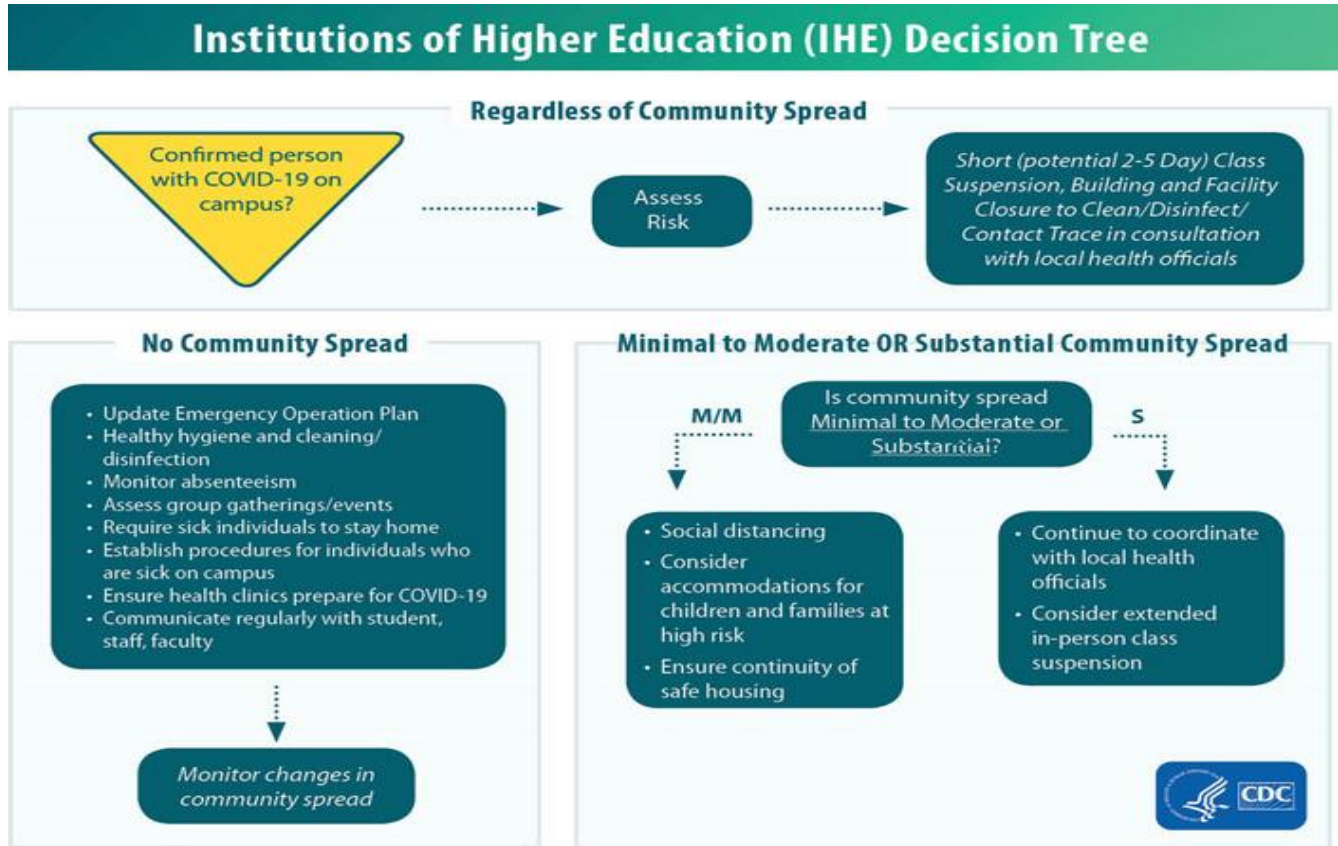 Institutions of Higher Education (IHE) Decision Tree
Regardless of Community Spread
Confirmed person
with COVID-19 on
campus?
Assess
Risk
Short (potential 2-5 Day) Class
Suspension, Building and Facility
Closure to Clean/Disinfect/
Contact Trace in consultation
with local health officials
No Community Spread
• Update Emergency Operation Plan
• Healthy hygiene and cleaning/
disinfection
• Monitor absenteeism
• Assess group gatherings/events
• Require sick individuals to stay home
• Establish procedures for individuals who
are sick on campus
• Ensure health clinics prepare for COVID-19
• Communicate regularly with student,
staff, faculty
Monitor changes in
community spread
Minimal to Moderate OR Substantial Community Spread
Is community spread
Minimal to Moderate or
Substantial?
M/M
S
• Social distancing
• Consider
accommodations for
children and families at
high risk
• Ensure continuity of
safe housing
• Continue to coordinate
with local health
officials
• Consider extended
in-person class
suspension
CDC